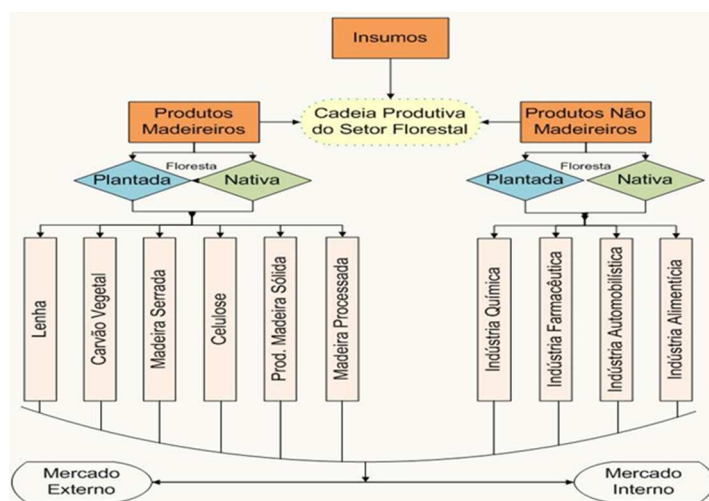 Insumos
Produtos
Madeireiros
Cadeia Produtiva
do Setor Florestal
Produtos Não
Madeireiros
Floresta
Plantada
Nativa
Floresta
Plantada
Nativa
Lenha
Carvão Vegetal
Madeira Serrada
Celulose
Prod. Madeira Sólida
Madeira Processada
Indústria Química
Indústria Farmacêutica
Indústria Automobilística
Indústria Alimentícia
Mercado
Externo
Mercado
Interno